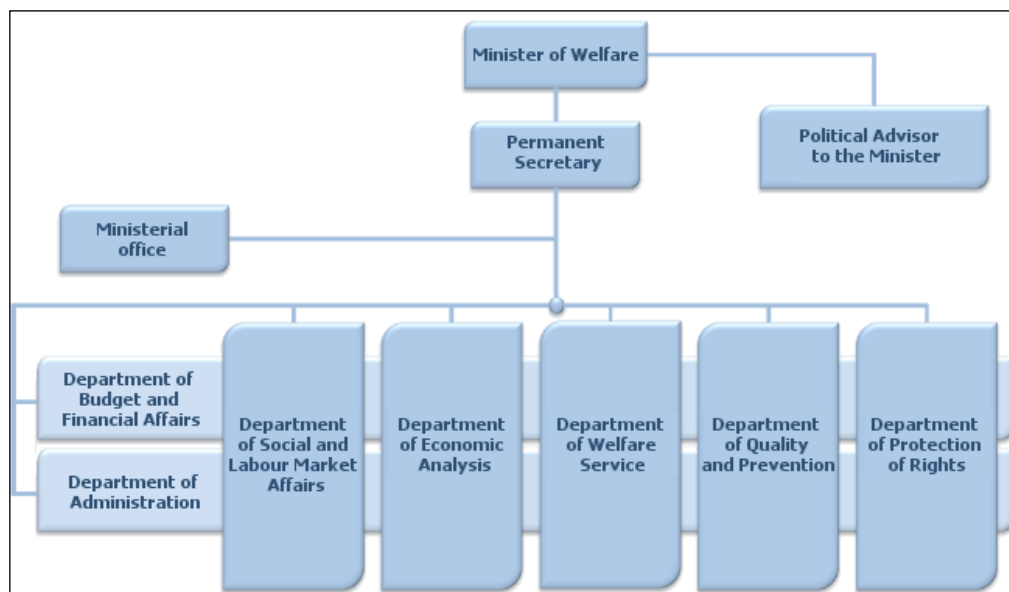 Minister of Welfare
Permanent
Secretary
Political Advisor
to the Minister
Ministerial
office
Department of
Budget and
Financial Affairs
Department of
Administration
Department
of Social and
Labour Market
Affairs
Department
of Economic
Analysis
Department
of Welfare
Service
Department
of Quality
and Prevention
Department
of Protection
of Rights